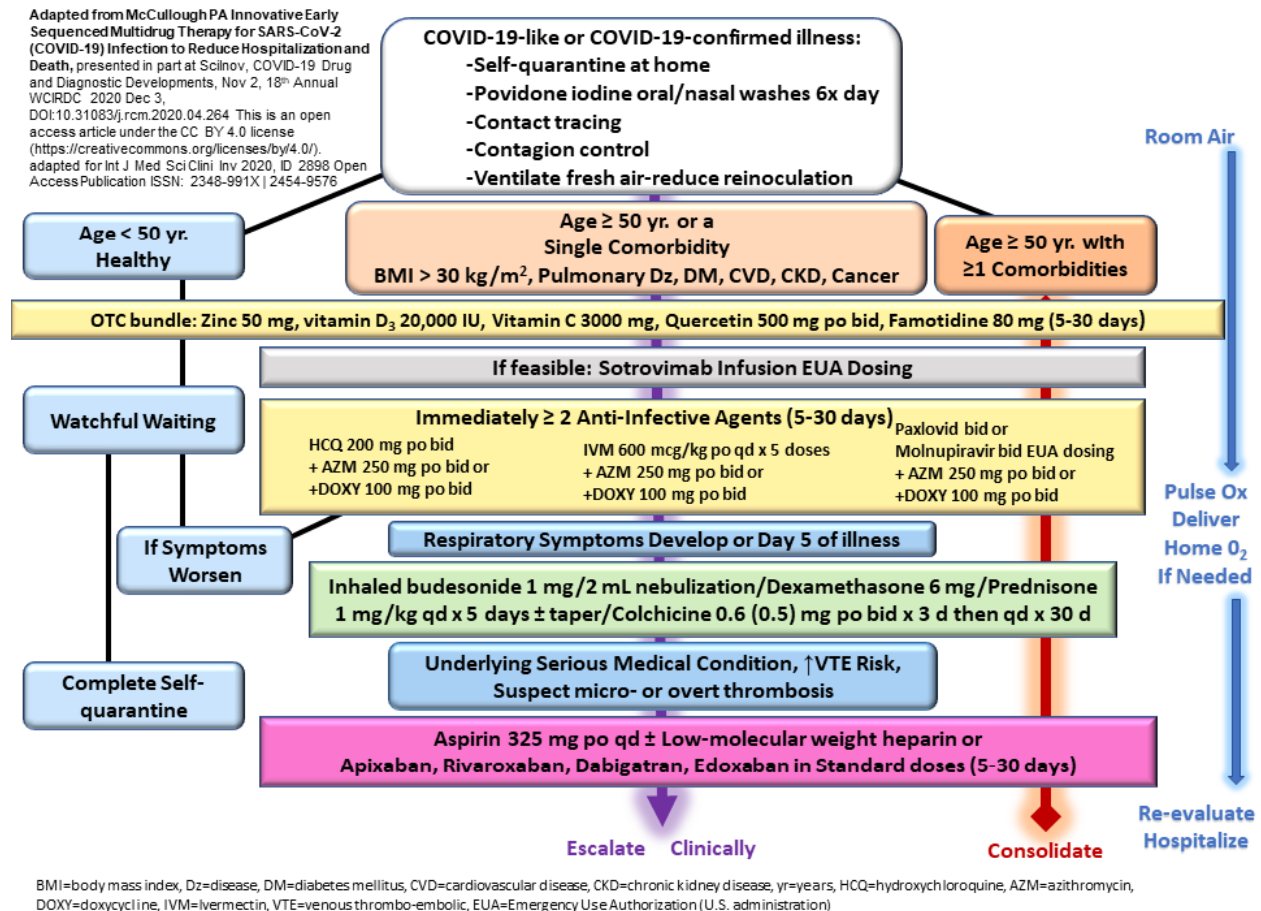 Adapted from McCullough PA Innovative Early
Sequenced Multidrug Therapy for SARS-CoV-2
(COVID-19) Infection to Reduce Hospitalization and
Death, presented in part at Scilnov, COVID-19 Drug
and Diagnostic Developments, Nov 2, 18th Annual
WCIRDC 2020 Dec 3,
DOI:10.31083/j.rcm.2020.04.264 This is an open
access article under the CC BY 4.0 license
(https://creativecommons.org/licenses/by/4.0/).
adapted for Int J Med Sci Clini Inv 2020, ID 2898 Open
Access Publication ISSN: 2348-991X | 2454-9576
COVID-19-like or COVID-19-confirmed illness:
-Self-quarantine at home
-Povidone iodine oral/nasal washes 6x day
-Contact tracing
-Contagion control
-Ventilate fresh air-reduce reinoculation
Room Air
Age < 50 yr.
Healthy
Age ≥ 50 yr. or a
Single Comorbidity
BMI > 30 kg/m², Pulmonary Dz, DM, CVD, CKD, Cancer
Age ≥ 50 yr. with
≥1 Comorbidities
OTC bundle: Zinc 50 mg, vitamin D₃ 20,000 IU, Vitamin C 3000 mg, Quercetin 500 mg po bid, Famotidine 80 mg (5-30 days)
If feasible: Sotrovimab Infusion EUA Dosing
Watchful Waiting
Immediately ≥ 2 Anti-Infective Agents (5-30 days)
HCQ 200 mg po bid
+ AZM 250 mg po bid or
+DOXY 100 mg po bid
IVM 600 mcg/kg po qd x 5 doses
+ AZM 250 mg po bid or
+DOXY 100 mg po bid
Paxlovid bid or
Molnupiravir bid EUA dosing
+ AZM 250 mg po bid or
+DOXY 100 mg po bid
Pulse Ox
Deliver
Home 0₂
If Needed
If Symptoms
Worsen
Respiratory Symptoms Develop or Day 5 of illness
Inhaled budesonide 1 mg/2 mL nebulization/Dexamethasone 6 mg/Prednisone
1 mg/kg qd x 5 days ± taper/Colchicine 0.6 (0.5) mg po bid x 3 d then qd x 30 d
Complete Self-
quarantine
Underlying Serious Medical Condition, ↑VTE Risk,
Suspect micro- or overt thrombosis
Aspirin 325 mg po qd ± Low-molecular weight heparin or
Apixaban, Rivaroxaban, Dabigatran, Edoxaban in Standard doses (5-30 days)
Escalate Clinically
Consolidate
Re-evaluate
Hospitalize
BMI=body mass index, Dz=disease, DM=diabetes mellitus, CVD=cardiovascular disease, CKD=chronic kidney disease, yr=years, HCQ=hydroxychloroquine, AZM=azithromycin,
DOXY=doxycycline, IVM=Ivermectin, VTE=venous thrombo-embolic, EUA=Emergency Use Authorization (U.S. administration)